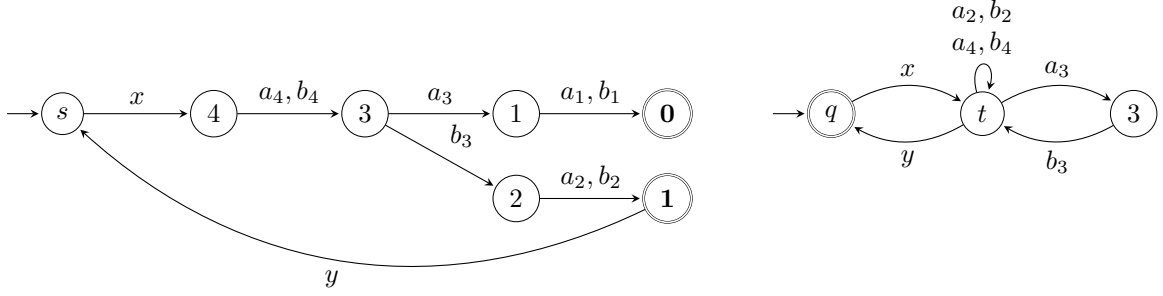 a₂, b₂
a₄, b₄
s x 4 a₄, b₄ 3 a₃ 1 a₁, b₁ 0
q x t a₃ 3
b₃
y b₃
2 a₂, b₂ 1
y